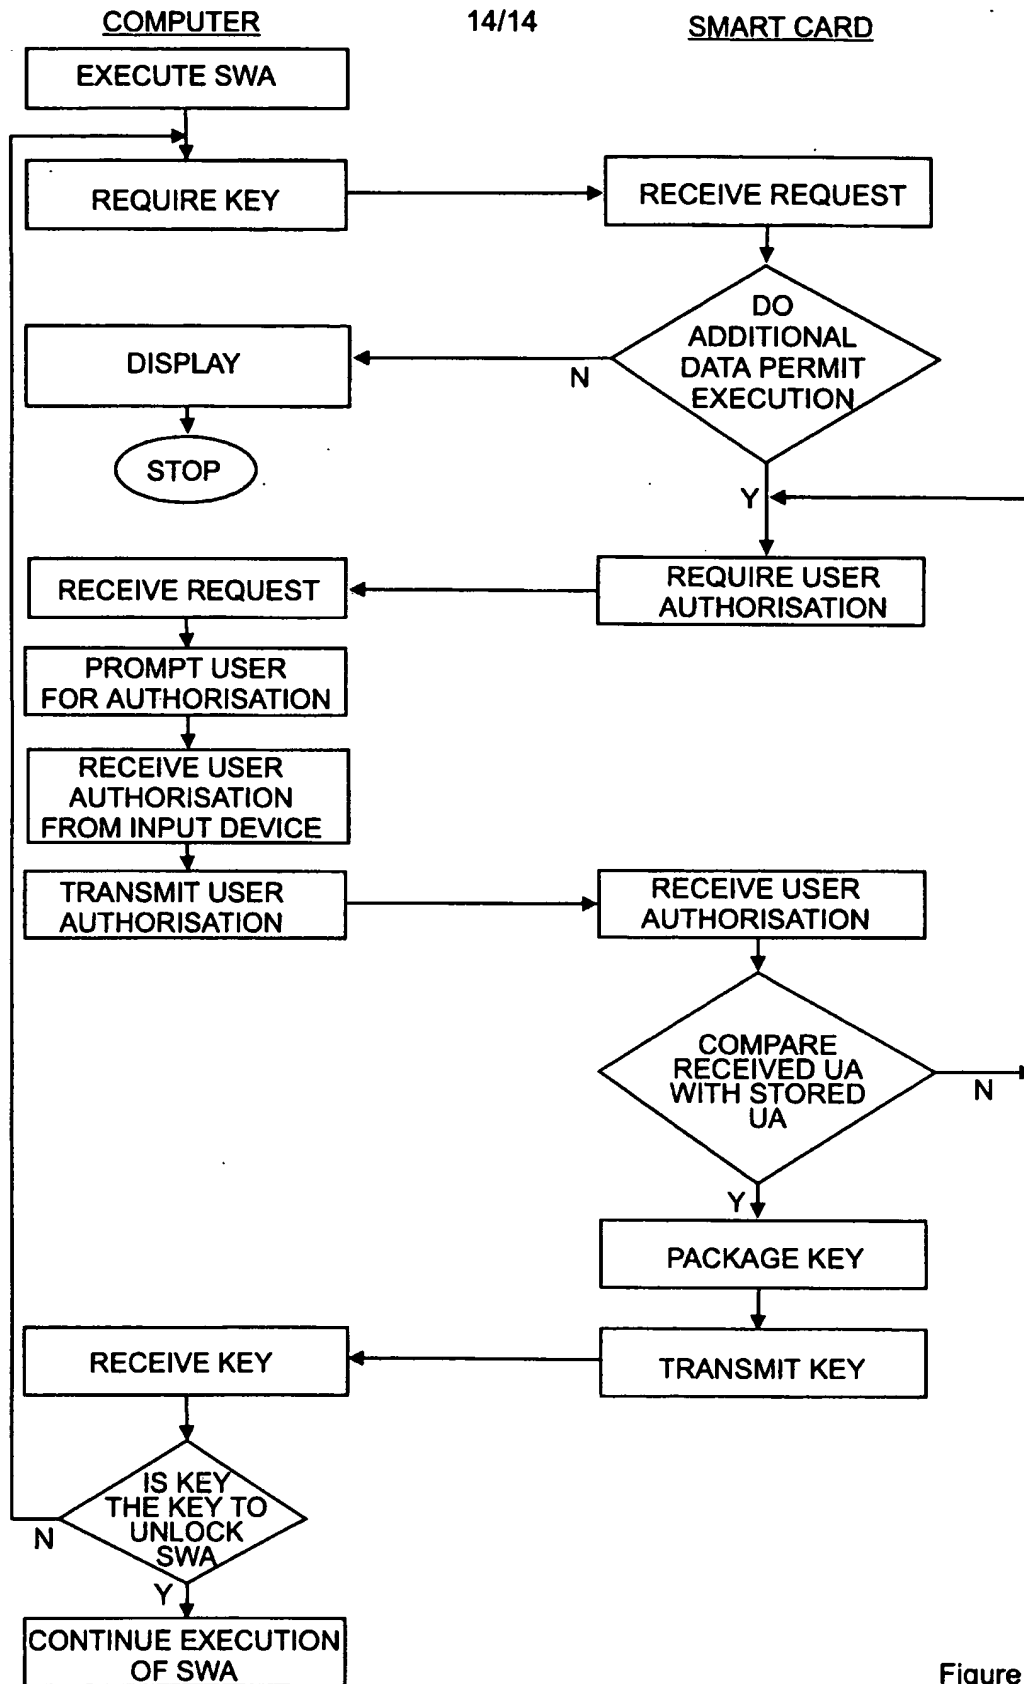 COMPUTER
14/14
SMART CARD
EXECUTE SWA
REQUIRE KEY
RECEIVE REQUEST
DO
ADDITIONAL
DATA PERMIT
EXECUTION
N
DISPLAY
STOP
Y
REQUIRE USER
AUTHORISATION
RECEIVE REQUEST
PROMPT USER
FOR AUTHORISATION
RECEIVE USER
AUTHORISATION
FROM INPUT DEVICE
TRANSMIT USER
AUTHORISATION
RECEIVE USER
AUTHORISATION
COMPARE
RECEIVED UA
WITH STORED
UA
N
Y
PACKAGE KEY
TRANSMIT KEY
RECEIVE KEY
IS KEY
THE KEY TO
UNLOCK
SWA
N
Y
CONTINUE EXECUTION
OF SWA
Figure